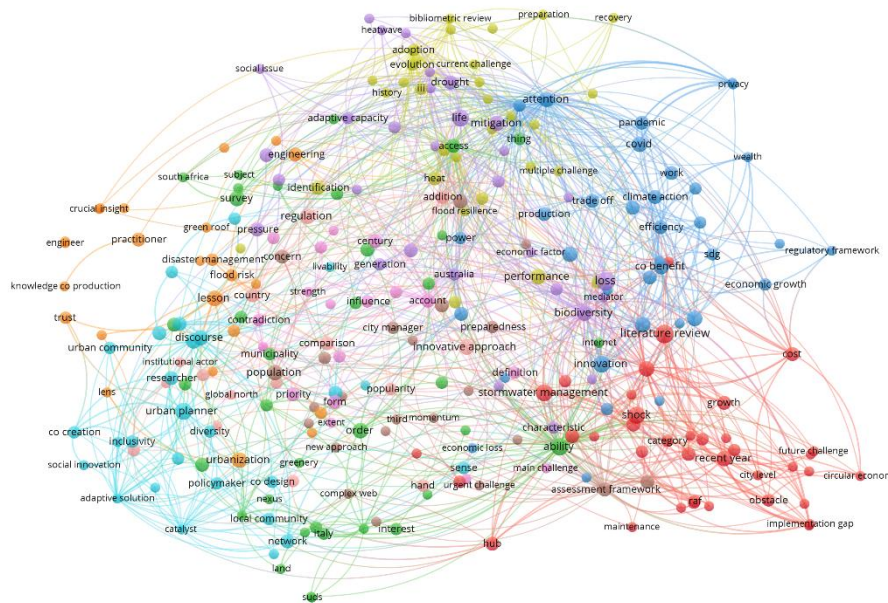 bibliometric review
preparation
recovery
heatwave
adoption
evolution
current challenge
social issue
drought
history
iii
attention
privacy
adaptive capacity
life
mitigation
pandemic
thing
covid
access
engineering
wealth
multiple challenge
work
south africa
subject
identification
heat
survey
addition
trade off
climate action
crucial insight
flood resilience
production
green roof
regulation
efficiency
engineer
practitioner
pressure
century
power
concern
economic factor
sdg
regulatory framework
disaster management
livability
generation
co benefit
flood risk
australia
performance
loss
knowledge co production
country
strength
mediator
economic growth
lesson
influence
account
biodiversity
trust
contradiction
city manager
preparedness
discourse
literature review
urban community
municipality
comparison
innovative approach
internet
cost
institutional actor
researcher
population
innovation
lens
global north
priority
popularity
definition
form
stormwater management
urban planner
extent
third
momentum
shock
growth
co creation
diversity
order
characteristic
inclusivity
new approach
ability
category
economic loss
future challenge
social innovation
urbanization
greenery
sense
main challenge
recent year
city level
circular econom
policymaker
co design
hand
urgent challenge
assessment framework
adaptive solution
nexus
complex web
raf
obstacle
local community
catalyst
italy
interest
maintenance
implementation gap
network
hub
land
suds